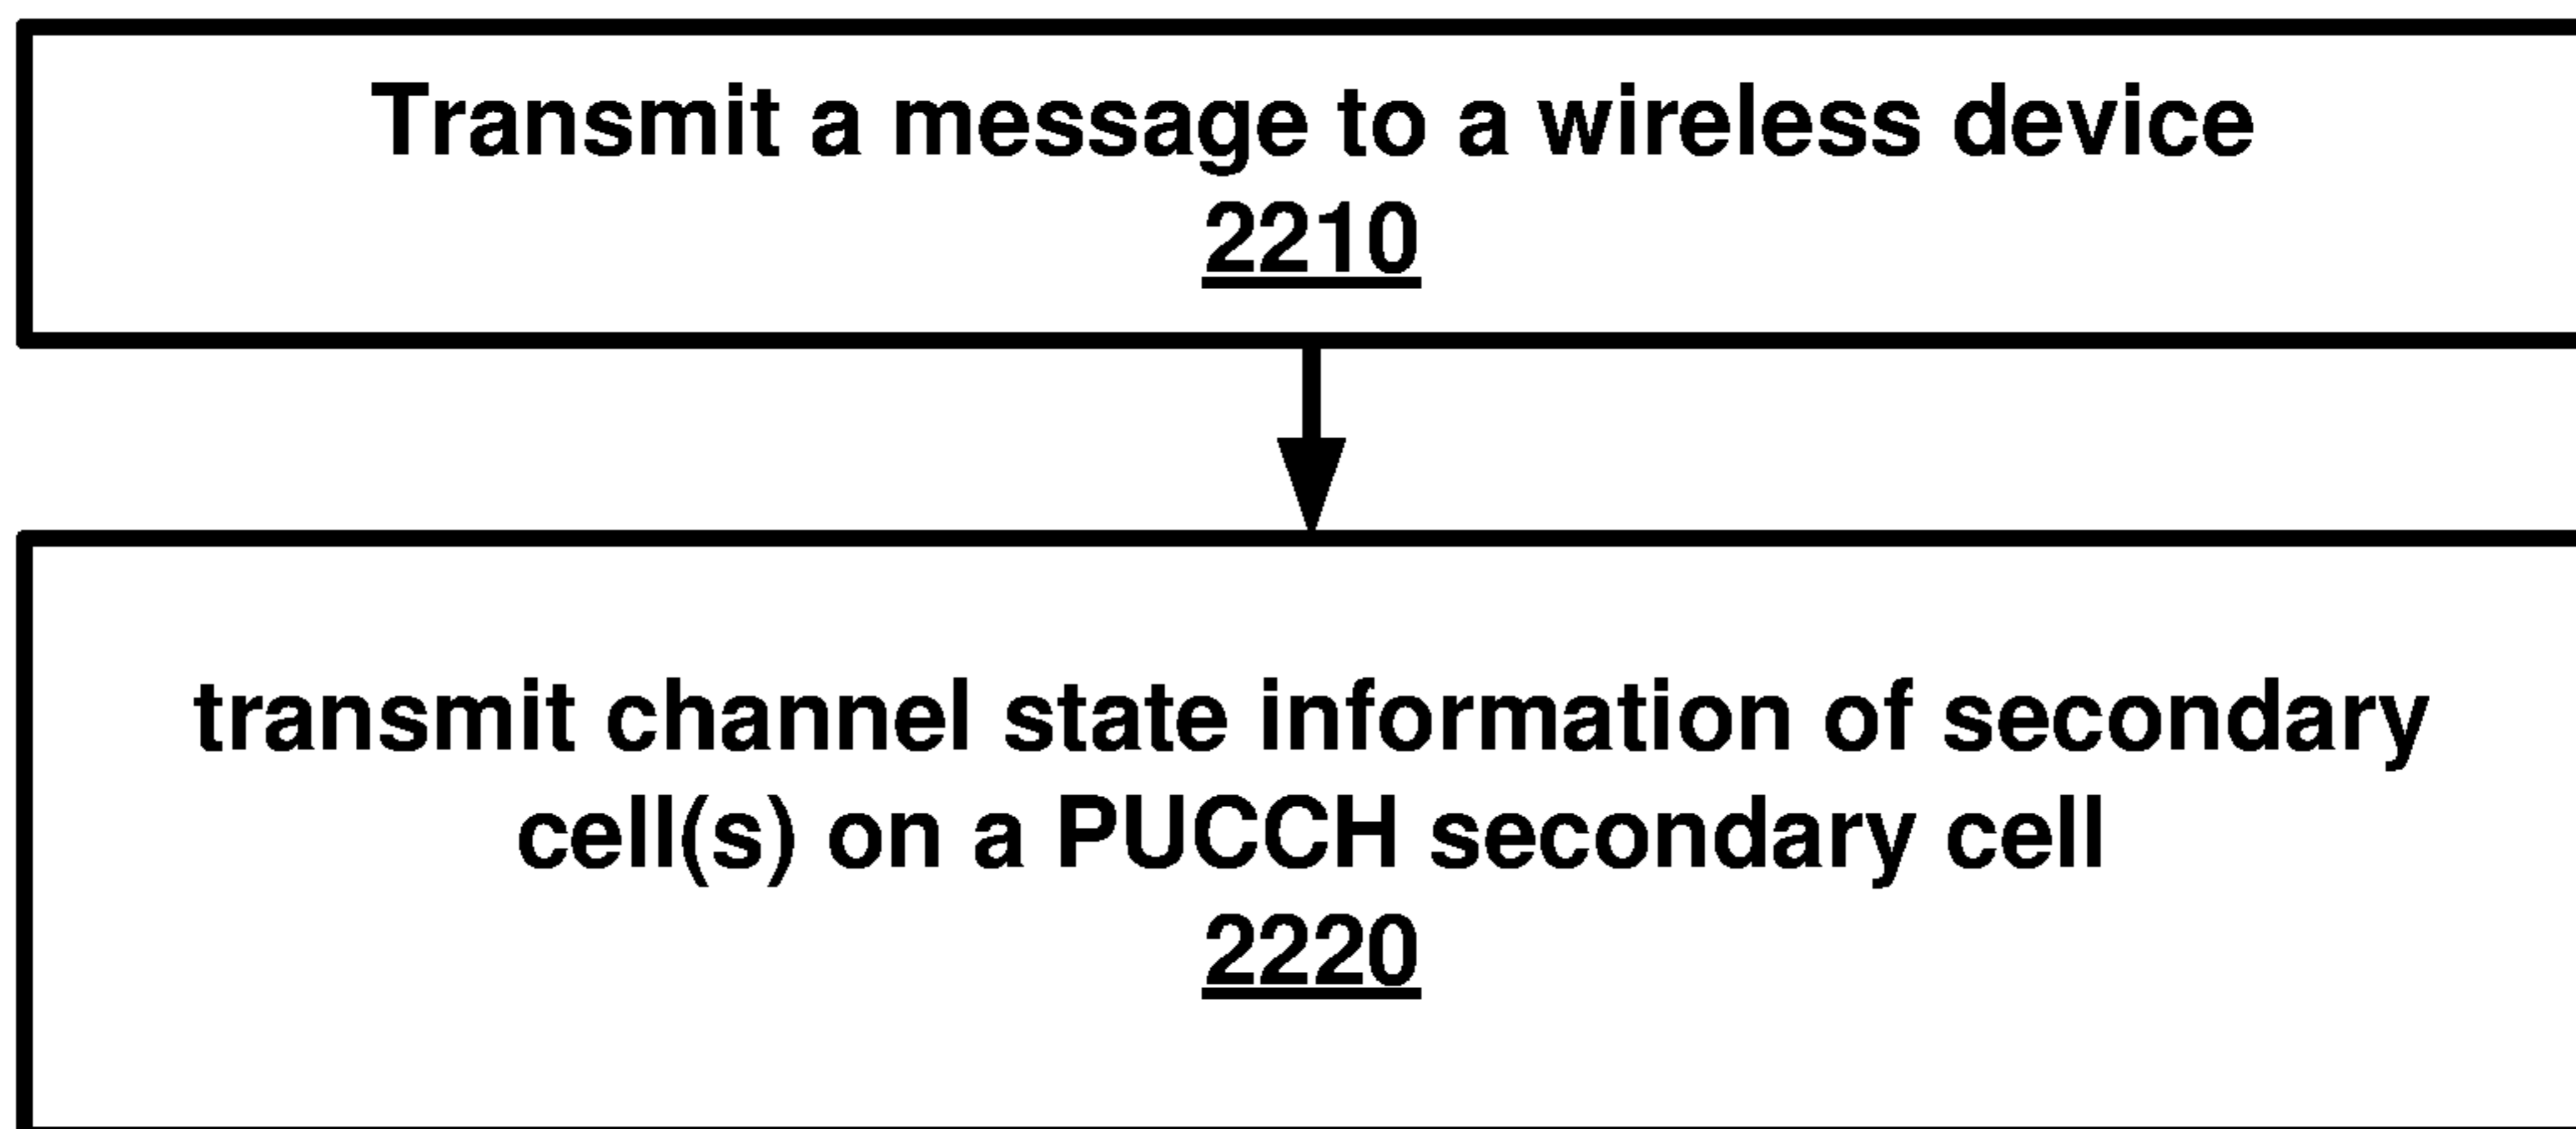 Transmit a message to a wireless device
2210
transmit channel state information of secondary
cell(s) on a PUCCH secondary cell
2220